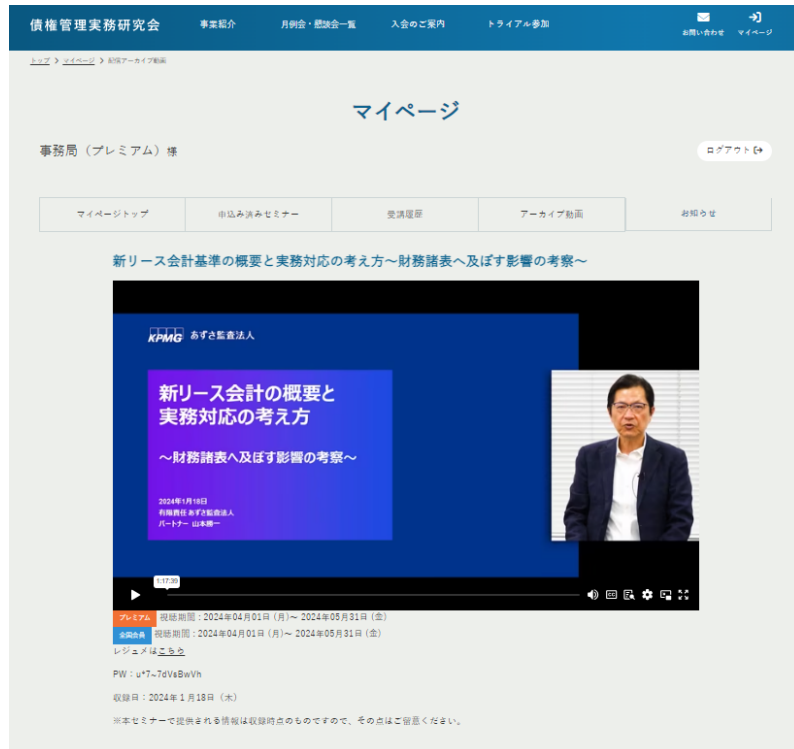 債権管理実務研究会
事業紹介
月例会・懇談会一覧
入会のご案内
トライアル参加
お問い合わせ
マイページ
トップ > マイページ > 配信アーカイブ動画
マイページ
事務局（プレミアム）様
ログアウト
マイページトップ
申込み済みセミナー
受講履歴
アーカイブ動画
お知らせ
新リース会計基準の概要と実務対応の考え方～財務諸表へ及ぼす影響の考察～
KPMG あずさ監査法人
新リース会計の概要と
実務対応の考え方
～財務諸表へ及ぼす影響の考察～
2024年1月18日
有限責任 あずさ監査法人
パートナー 山本勝一
1:17:39
CC
プレミアム 視聴期間：2024年04月01日（月）～ 2024年05月31日（金）
全国会員 視聴期間：2024年04月01日（月）～ 2024年05月31日（金）
レジュメはこちら
PW：u*7~7dVsBwVh
収録日：2024年1月18日（木）
※本セミナーで提供される情報は収録時点のものですので、その点はご留意ください。